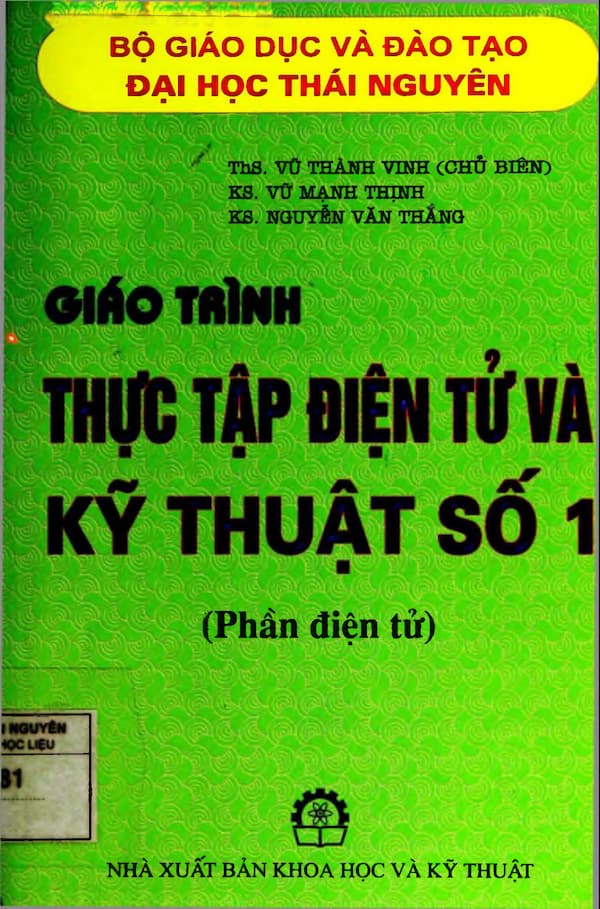 BỘ GIÁO DỤC VÀ ĐÀO TẠO
ĐẠI HỌC THÁI NGUYÊN
ThS. VŨ THÀNH VINH (CHỦ BIÊN)
KS. VŨ MẠNH THỊNH
KS. NGUYỄN VĂN THẮNG
GIÁO TRÌNH
THỰC TẬP ĐIỆN TỬ VÀ
KỸ THUẬT SỐ 1
(Phần điện tử)
NGUYÊN
HỌC LIỆU
31
NHÀ XUẤT BẢN KHOA HỌC VÀ KỸ THUẬT